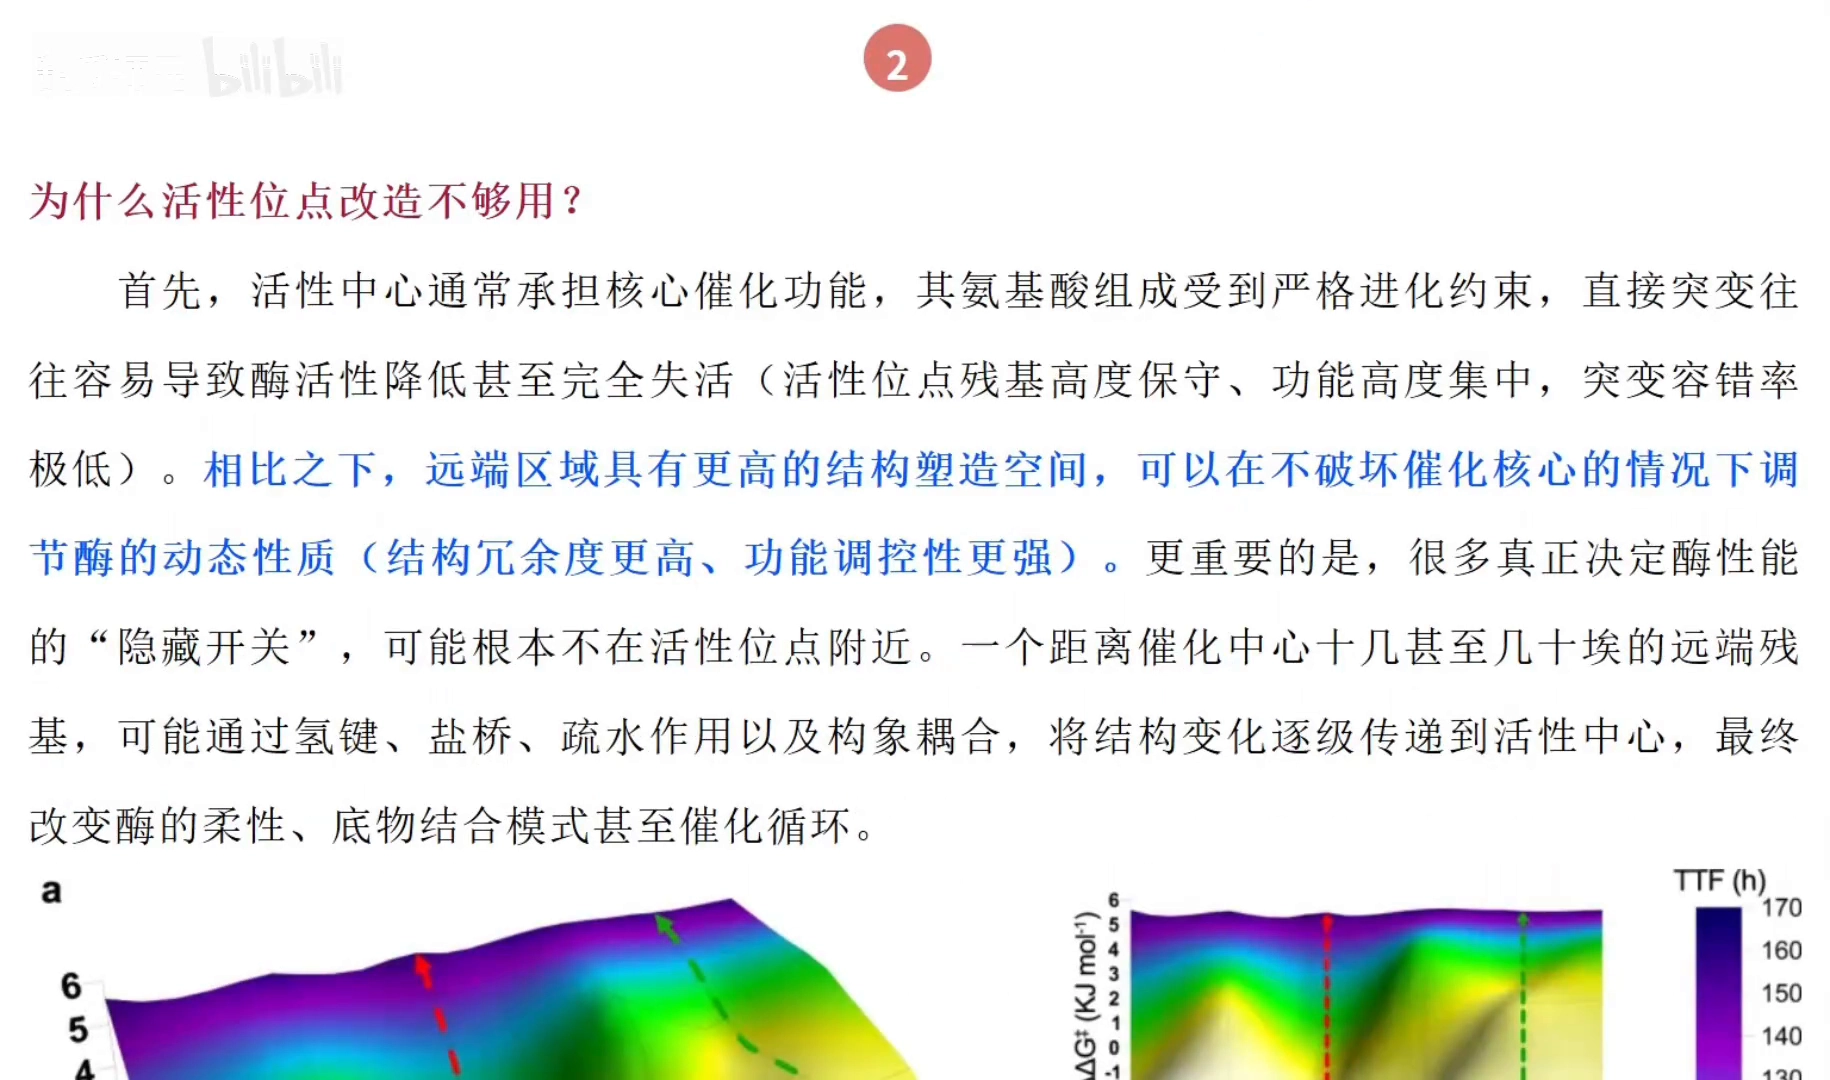 bilibili
2
为什么活性位点改造不够用？
首先，活性中心通常承担核心催化功能，其氨基酸组成受到严格进化约束，直接突变往
往容易导致酶活性降低甚至完全失活（活性位点残基高度保守、功能高度集中，突变容错率
极低）。相比之下，远端区域具有更高的结构塑造空间，可以在不破坏催化核心的情况下调
节酶的动态性质（结构冗余度更高、功能调控性更强）。更重要的是，很多真正决定酶性能
的“隐藏开关”，可能根本不在活性位点附近。一个距离催化中心十几甚至几十埃的远端残
基，可能通过氢键、盐桥、疏水作用以及构象耦合，将结构变化逐级传递到活性中心，最终
改变酶的柔性、底物结合模式甚至催化循环。
a
6
5
4
ΔΔG‡ (KJ mol-1)
6
5
4
3
2
1
0
-1
TTF (h)
170
160
150
140
130